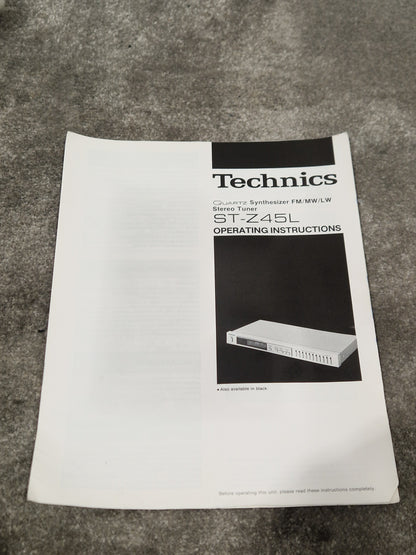 Technics
Quartz Synthesizer FM/MW/LW
Stereo Tuner
ST-Z45L
OPERATING INSTRUCTIONS
● Also available in black.
Before operating this unit, please read these instructions completely.